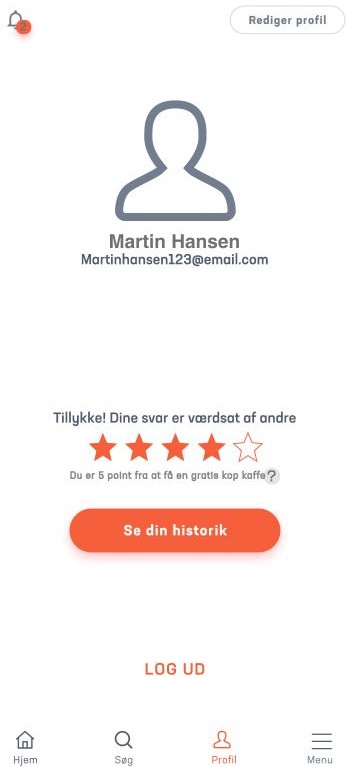 2
Rediger profil
Martin Hansen
Martinhansen123@email.com
Tillykke! Dine svar er værdsat af andre
Du er 5 point fra at få en gratis kop kaffe ?
Se din historik
LOG UD
Hjem
Søg
Profil
Menu